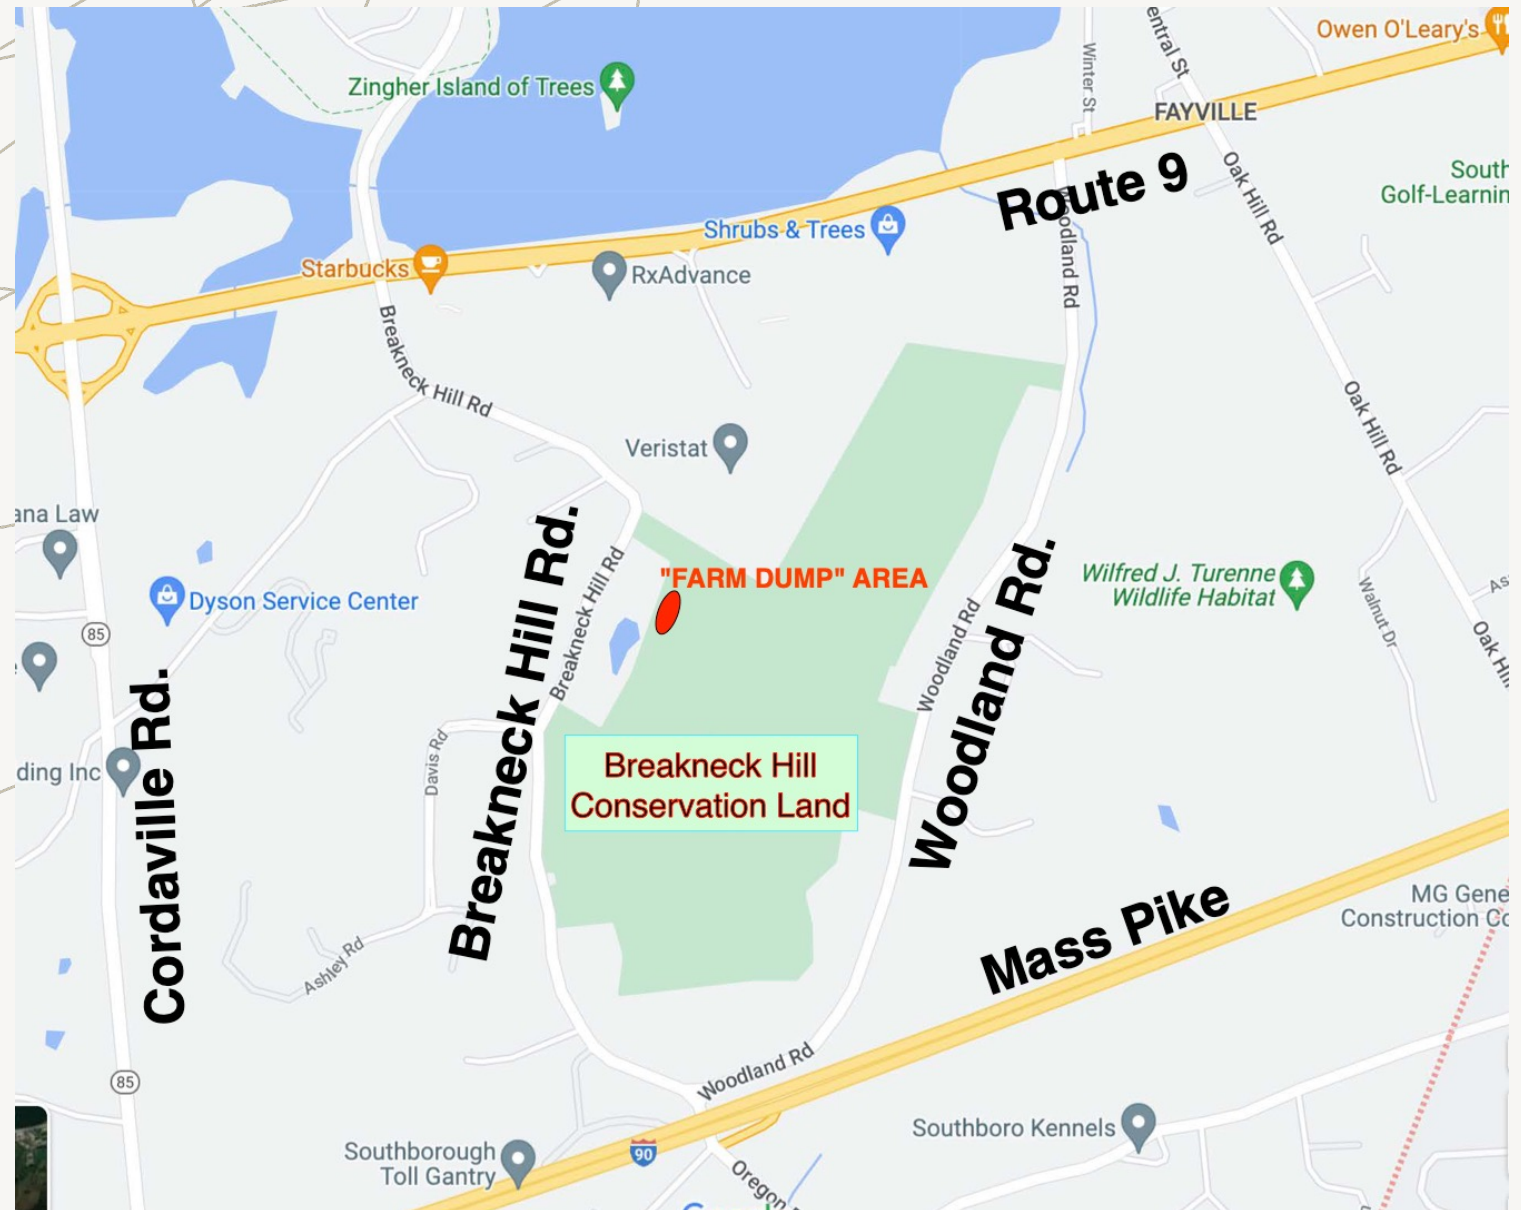 Owen O'Leary's
Zingher Island of Trees
Winter St
entral St
FAYVILLE
Oak Hill Rd
South
Golf-Learnin
Route 9
Woodland Rd
Shrubs & Trees
Starbucks
RxAdvance
Breakneck Hill Rd
Oak Hill Rd
Veristat
ana Law
Breakneck Hill Rd.
Breakneck Hill Rd
"FARM DUMP" AREA
Woodland Rd.
Woodland Rd
Wilfred J. Turenne
Wildlife Habitat
Walnut Dr
As
Oak Hil
Dyson Service Center
85
Cordaville Rd.
Davis Rd
ding Inc
Breakneck Hill
Conservation Land
Mass Pike
MG Gene
Construction Co
Ashley Rd
85
Woodland Rd
Southboro Kennels
Southborough
Toll Gantry
90
Oregon